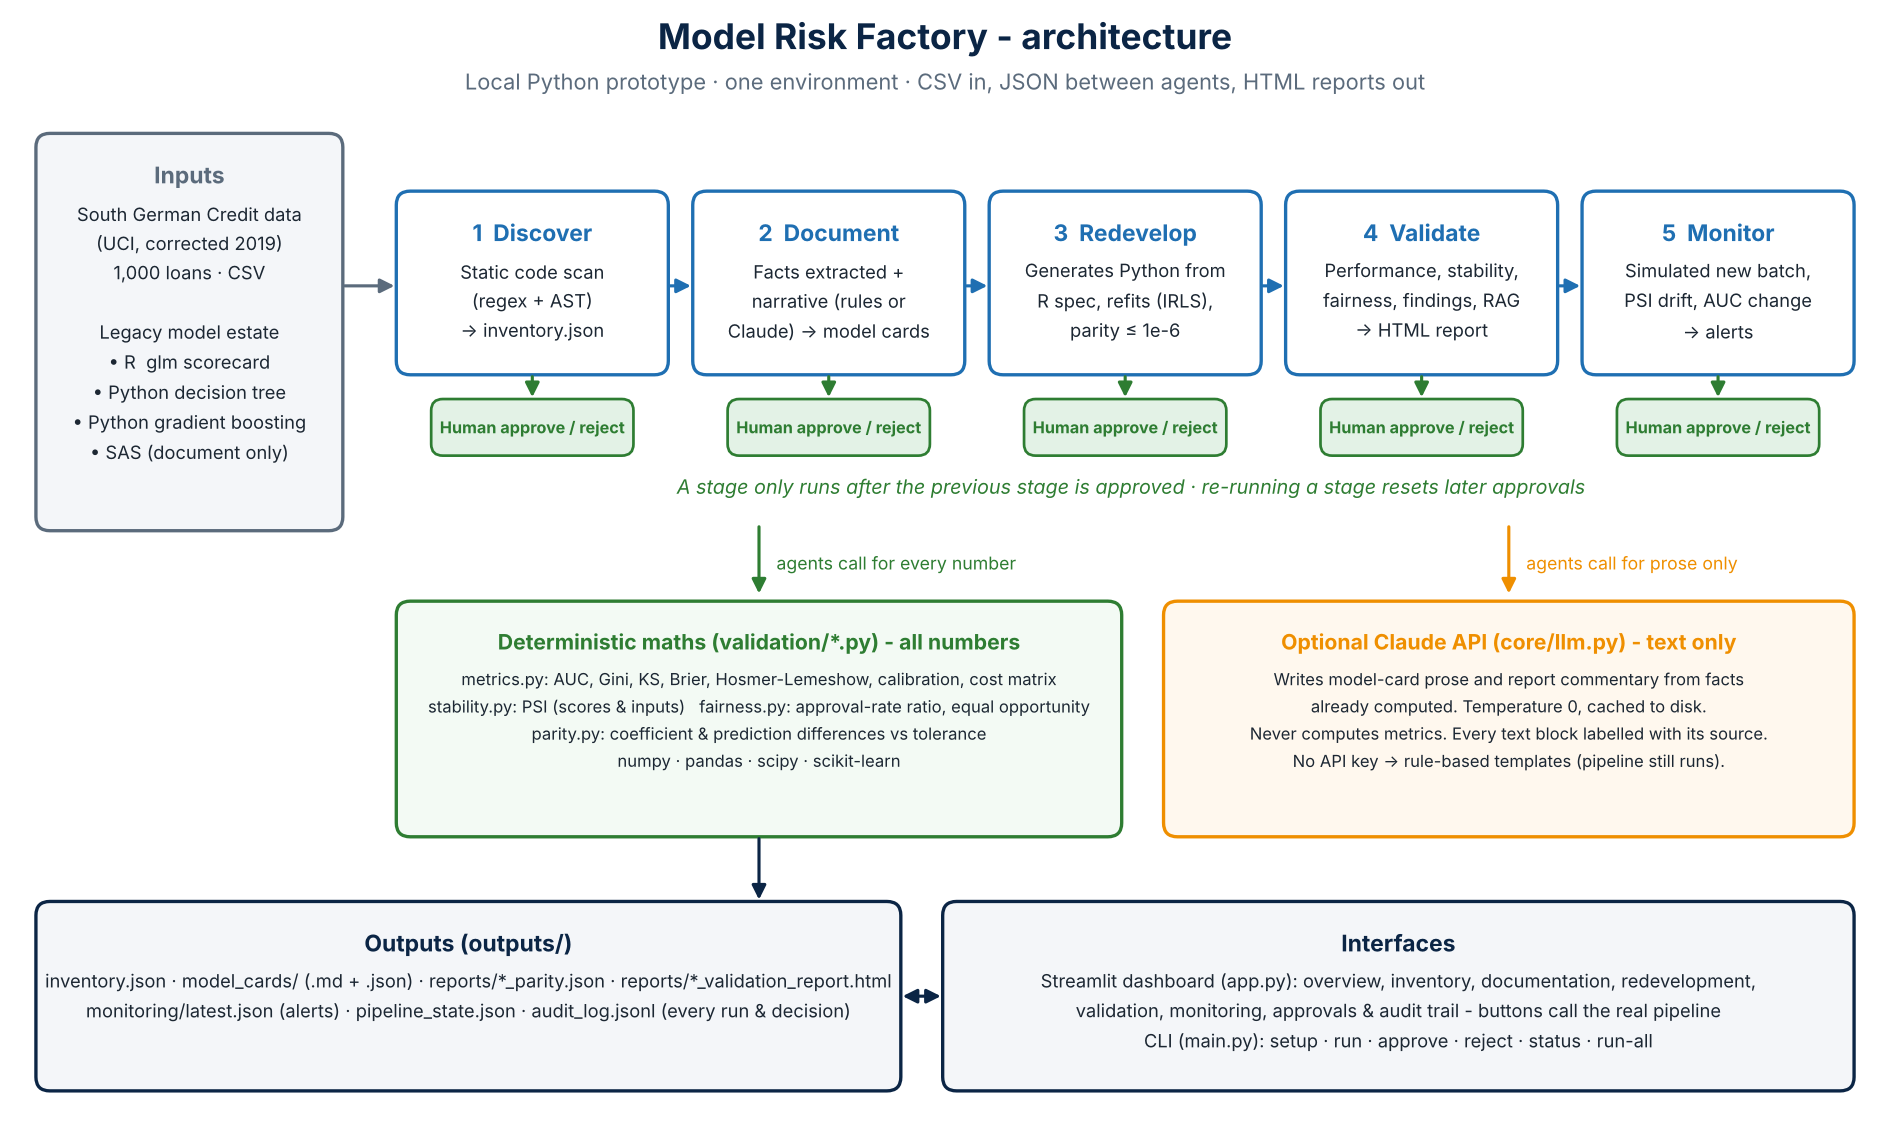 Model Risk Factory - architecture
Local Python prototype · one environment · CSV in, JSON between agents, HTML reports out
Inputs
South German Credit data
(UCI, corrected 2019)
1,000 loans · CSV
Legacy model estate
• R  glm scorecard
• Python decision tree
• Python gradient boosting
• SAS (document only)
1  Discover
Static code scan
(regex + AST)
→ inventory.json
Human approve / reject
2  Document
Facts extracted +
narrative (rules or
Claude) → model cards
Human approve / reject
3  Redevelop
Generates Python from
R spec, refits (IRLS),
parity ≤ 1e-6
Human approve / reject
4  Validate
Performance, stability,
fairness, findings, RAG
→ HTML report
Human approve / reject
5  Monitor
Simulated new batch,
PSI drift, AUC change
→ alerts
Human approve / reject
A stage only runs after the previous stage is approved · re-running a stage resets later approvals
agents call for every number
agents call for prose only
Deterministic maths (validation/*.py) - all numbers
metrics.py: AUC, Gini, KS, Brier, Hosmer-Lemeshow, calibration, cost matrix
stability.py: PSI (scores & inputs)   fairness.py: approval-rate ratio, equal opportunity
parity.py: coefficient & prediction differences vs tolerance
numpy · pandas · scipy · scikit-learn
Optional Claude API (core/llm.py) - text only
Writes model-card prose and report commentary from facts
already computed. Temperature 0, cached to disk.
Never computes metrics. Every text block labelled with its source.
No API key → rule-based templates (pipeline still runs).
Outputs (outputs/)
inventory.json · model_cards/ (.md + .json) · reports/*_parity.json · reports/*_validation_report.html
monitoring/latest.json (alerts) · pipeline_state.json · audit_log.jsonl (every run & decision)
Interfaces
Streamlit dashboard (app.py): overview, inventory, documentation, redevelopment,
validation, monitoring, approvals & audit trail - buttons call the real pipeline
CLI (main.py): setup · run · approve · reject · status · run-all